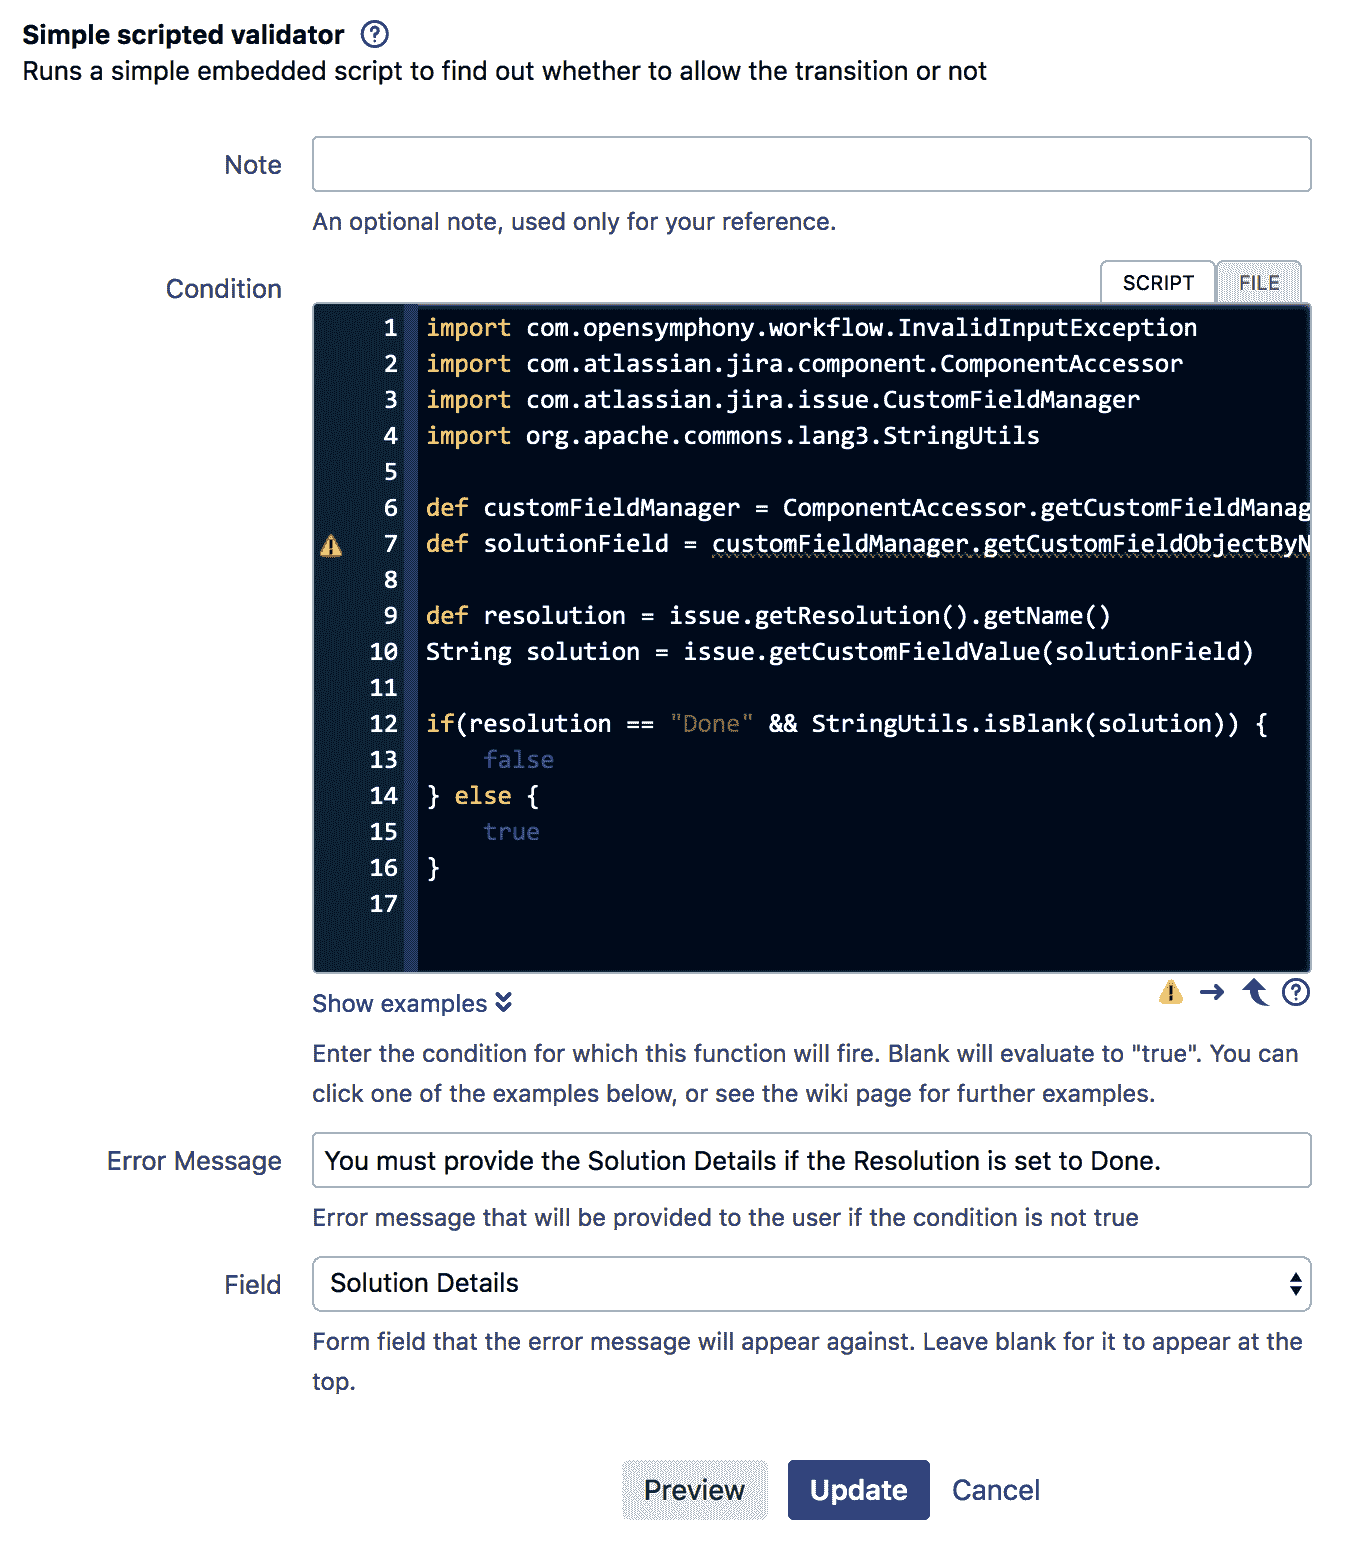 Simple scripted validator ?
Runs a simple embedded script to find out whether to allow the transition or not
Note
An optional note, used only for your reference.
Condition
SCRIPT FILE
1 import com.opensymphony.workflow.InvalidInputException
2 import com.atlassian.jira.component.ComponentAccessor
3 import com.atlassian.jira.issue.CustomFieldManager
4 import org.apache.commons.lang3.StringUtils
5
6 def customFieldManager = ComponentAccessor.getCustomFieldManag
7 def solutionField = customFieldManager.getCustomFieldObjectByN
8
9 def resolution = issue.getResolution().getName()
10 String solution = issue.getCustomFieldValue(solutionField)
11
12 if(resolution == "Done" && StringUtils.isBlank(solution)) {
13 false
14 } else {
15 true
16 }
17
Show examples
?
Enter the condition for which this function will fire. Blank will evaluate to "true". You can
click one of the examples below, or see the wiki page for further examples.
Error Message
You must provide the Solution Details if the Resolution is set to Done.
Error message that will be provided to the user if the condition is not true
Field
Solution Details
Form field that the error message will appear against. Leave blank for it to appear at the
top.
Preview Update Cancel